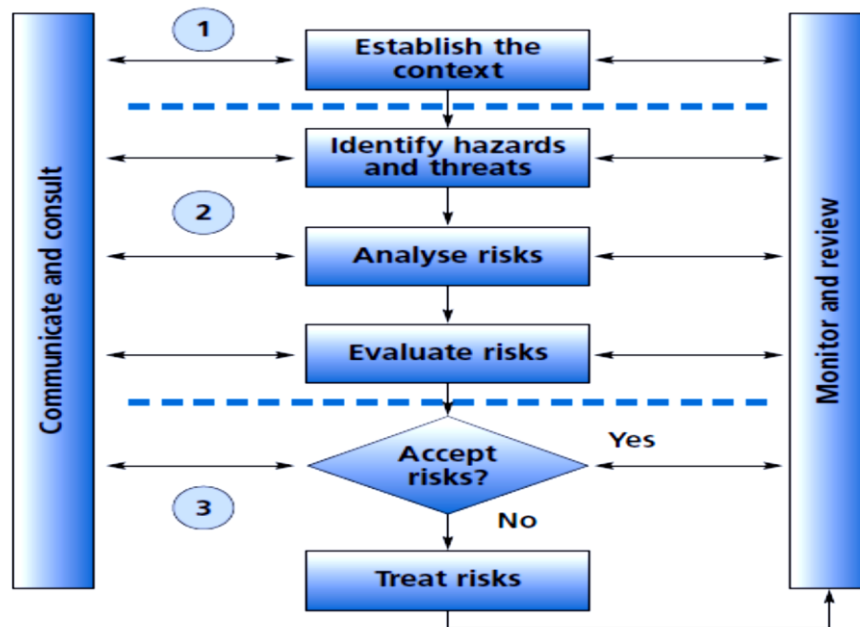 1
Establish the
context
Identify hazards
and threats
2
Analyse risks
Evaluate risks
Accept
risks?
Yes
No
3
Treat risks
Communicate and consult
Monitor and review